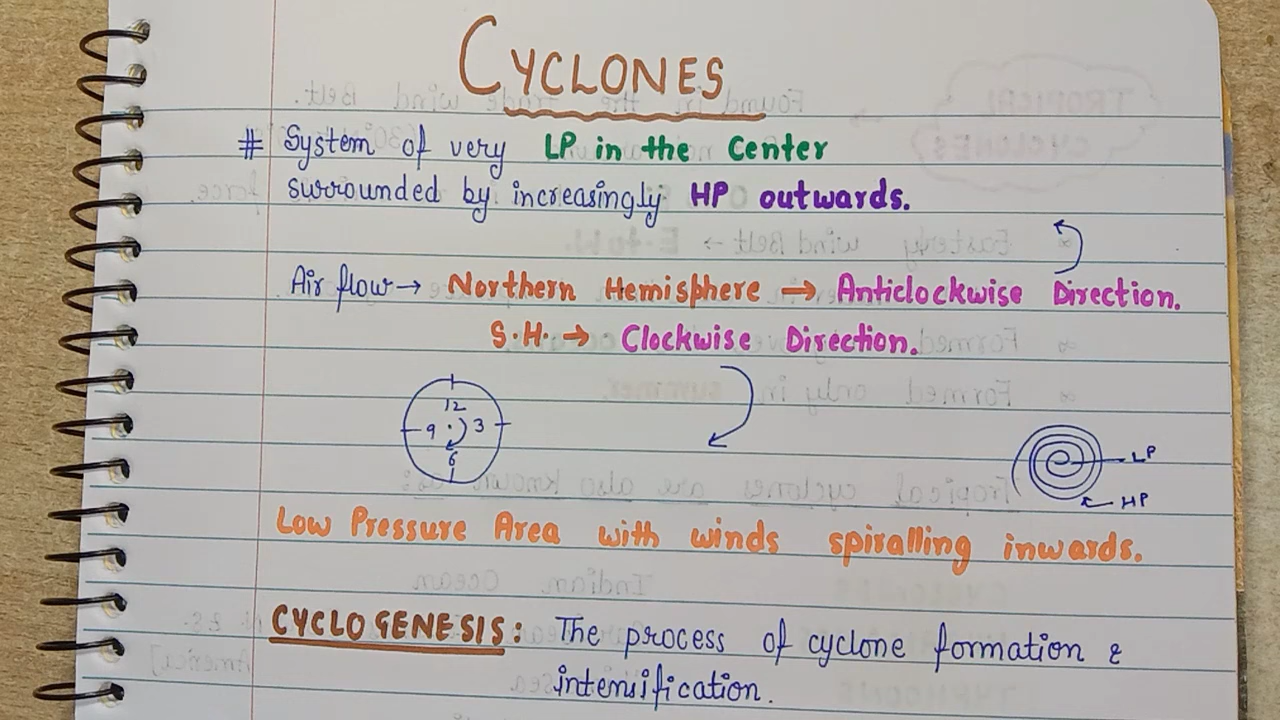 CYCLONES
# System of very LP in the Center
surrounded by increasingly HP outwards.
Air flow → Northern Hemisphere → Anticlockwise Direction.
S.H. → Clockwise Direction.
12
9 3
6
LP
HP
Low Pressure Area with winds spiralling inwards.
CYCLOGENESIS: The process of cyclone formation &
intensification.